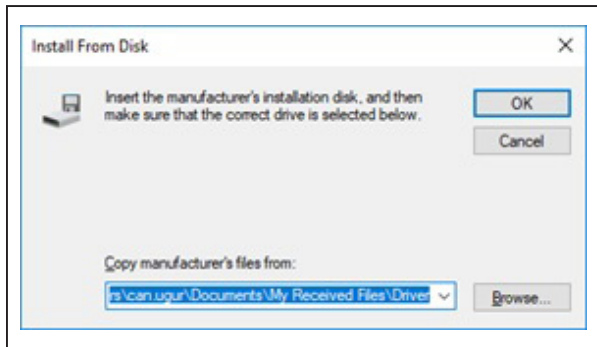 Install From Disk
Insert the manufacturer's installation disk, and then
make sure that the correct drive is selected below.
OK
Cancel
Copy manufacturer's files from:
rs\can.ugur\Documents\My Received Files\Driver
Browse...